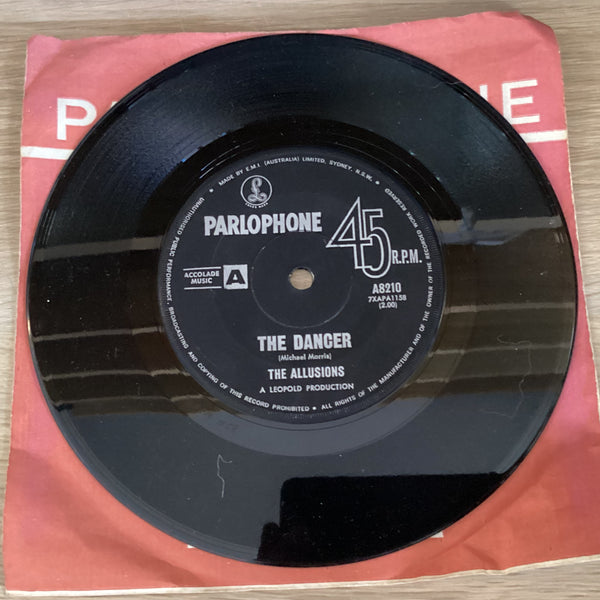 P NE
MADE BY E.M.I. (AUSTRALIA) LIMITED, SYDNEY, N.S.W.
UNAUTHORISED PUBLIC PERFORMANCE, BROADCASTING AND COPYING OF THIS RECORD PROHIBITED • ALL RIGHTS OF THE MANUFACTURER AND OF THE OWNER OF THE RECORDED WORK RESERVED
£
PARLOPHONE
45
R.P.M.
ACCOLADE
MUSIC
A
A8210
7XAPA1158
(2.00)
THE DANCER
(Michael Morris)
THE ALLUSIONS
A LEOPOLD PRODUCTION